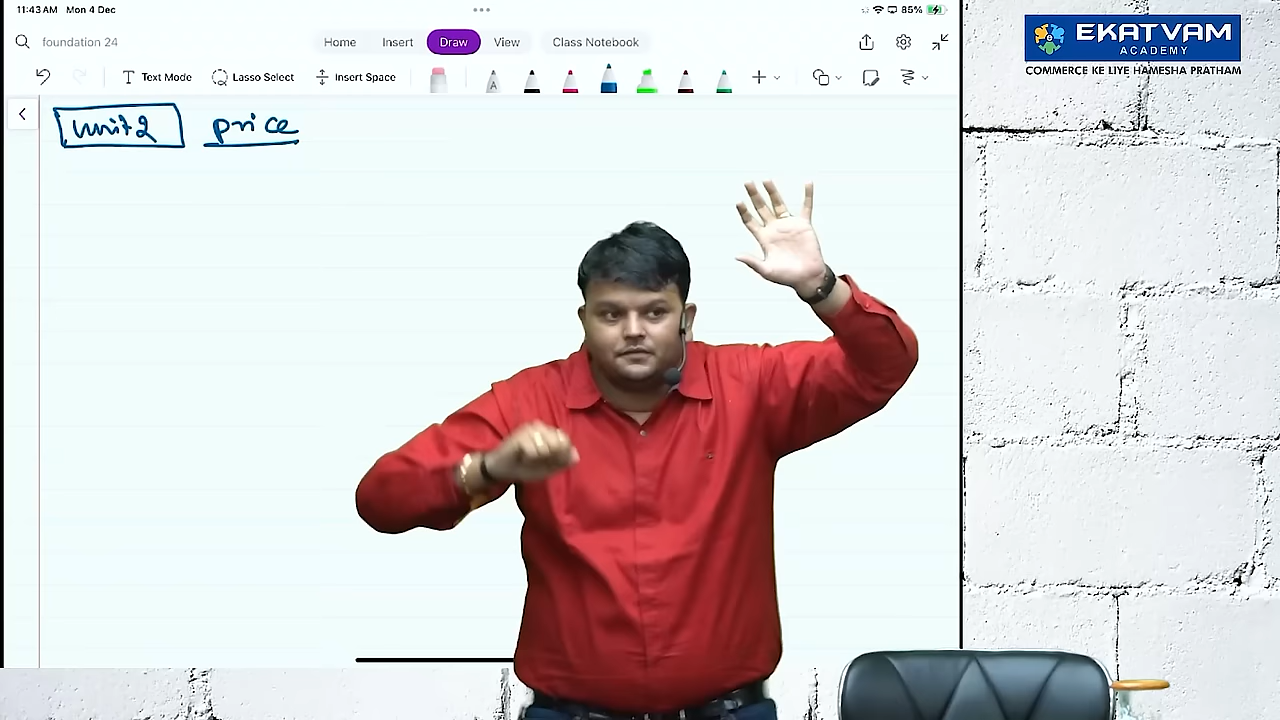 11:43 AM Mon 4 Dec
85%
foundation 24
Home Insert Draw View Class Notebook
Text Mode Lasso Select Insert Space
unit 2 price
EKATVAM
ACADEMY
COMMERCE KE LIYE HAMESHA PRATHAM